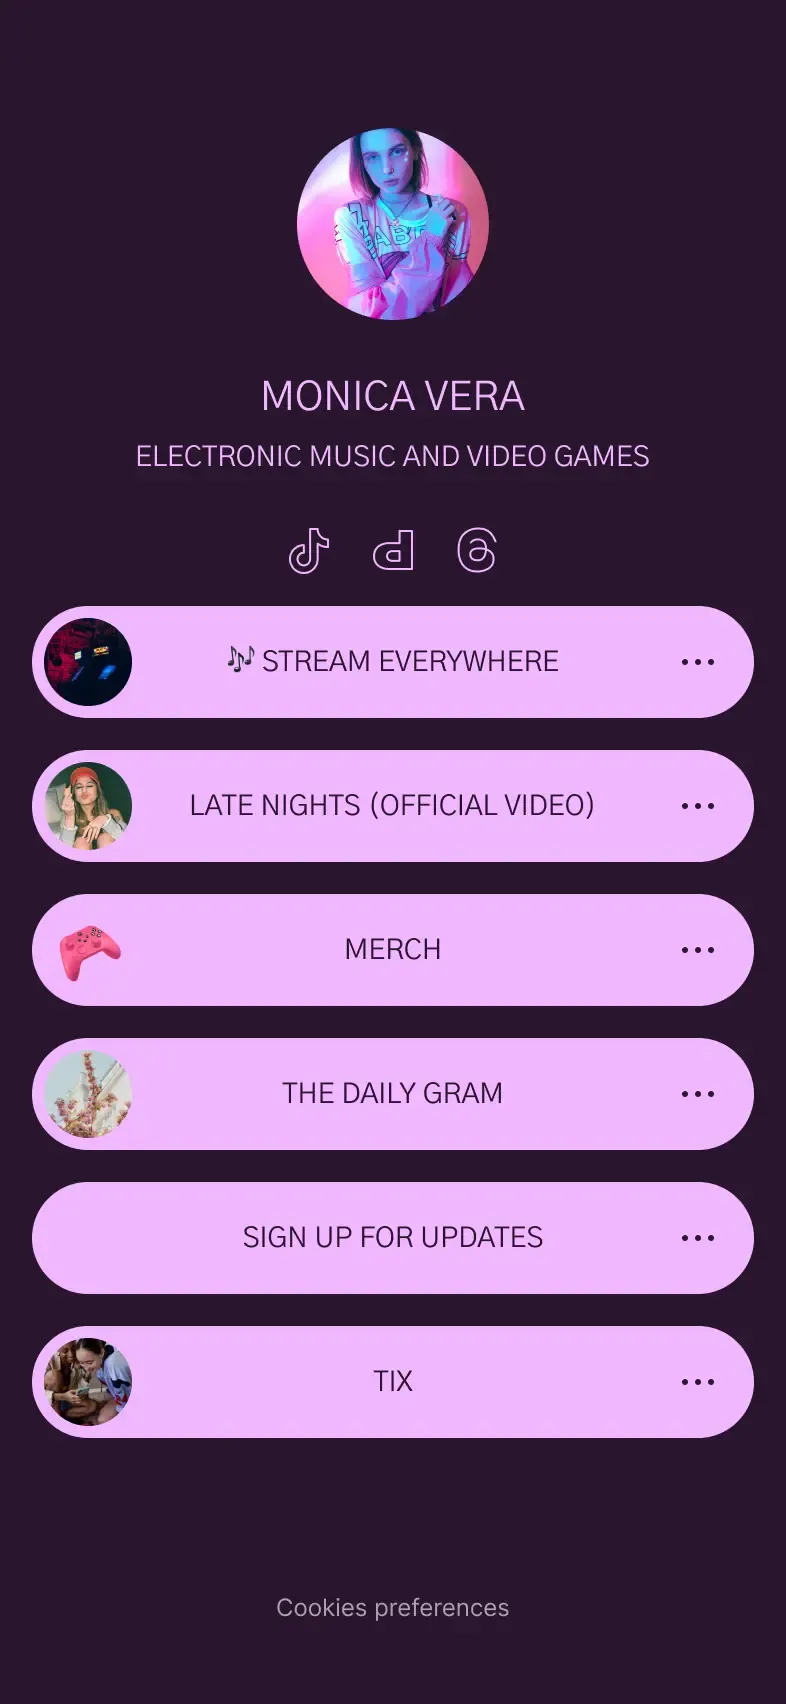 MONICA VERA
ELECTRONIC MUSIC AND VIDEO GAMES
🎶 STREAM EVERYWHERE
LATE NIGHTS (OFFICIAL VIDEO)
MERCH
THE DAILY GRAM
SIGN UP FOR UPDATES
TIX
Cookies preferences